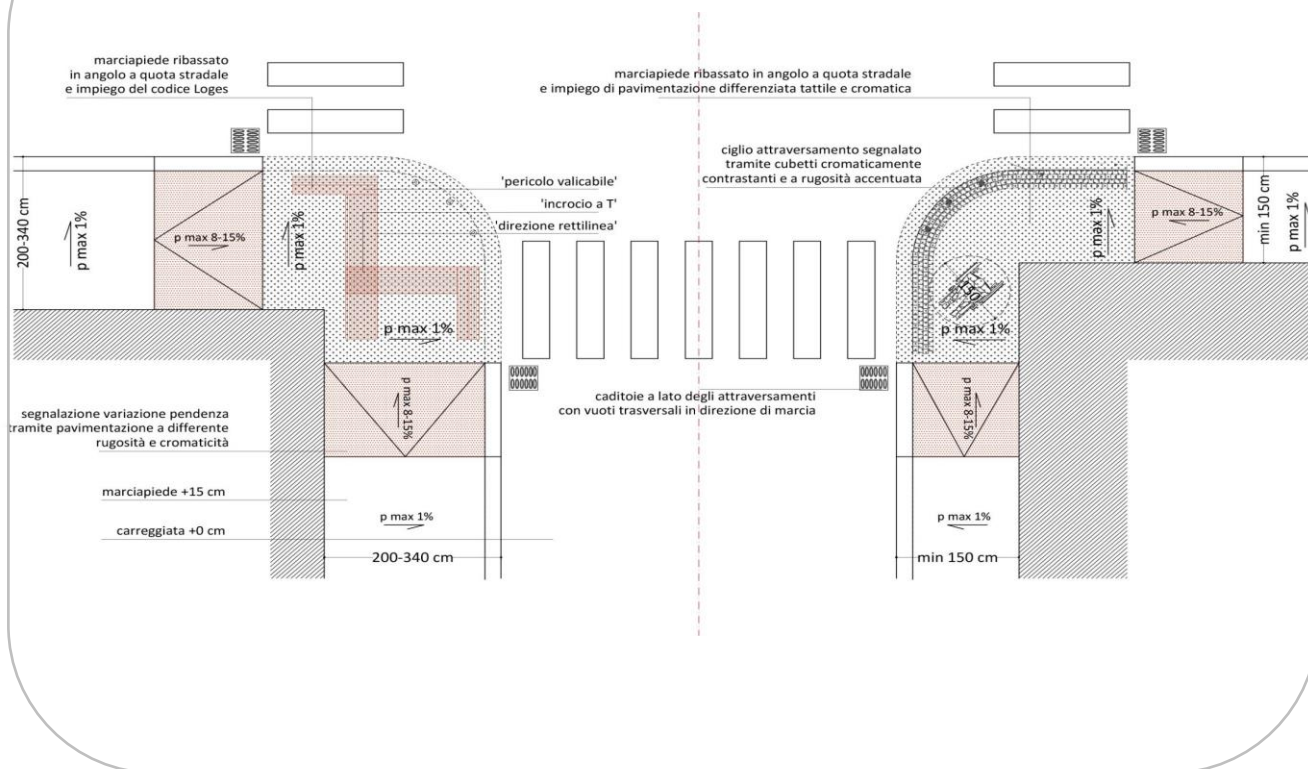 marciapiede ribassato
in angolo a quota stradale
e impiego del codice Loges
marciapiede ribassato in angolo a quota stradale
e impiego di pavimentazione differenziata tattile e cromatica
ciglio attraversamento segnalato
tramite cubetti cromaticamente
contrastanti e a rugosità accentuata
'pericolo valicabile'
'incrocio a T'
'direzione rettilinea'
200-340 cm
p max 1%
p max 8-15%
p max 1%
p max 1%
p max 8-15%
min 150 cm
p max 1%
150
p max 1%
p max 1%
caditoie a lato degli attraversamenti
con vuoti trasversali in direzione di marcia
p max 8-15%
p max 8-15%
segnalazione variazione pendenza
tramite pavimentazione a differente
rugosità e cromaticità
marciapiede +15 cm
carreggiata +0 cm
p max 1%
p max 1%
200-340 cm
min 150 cm